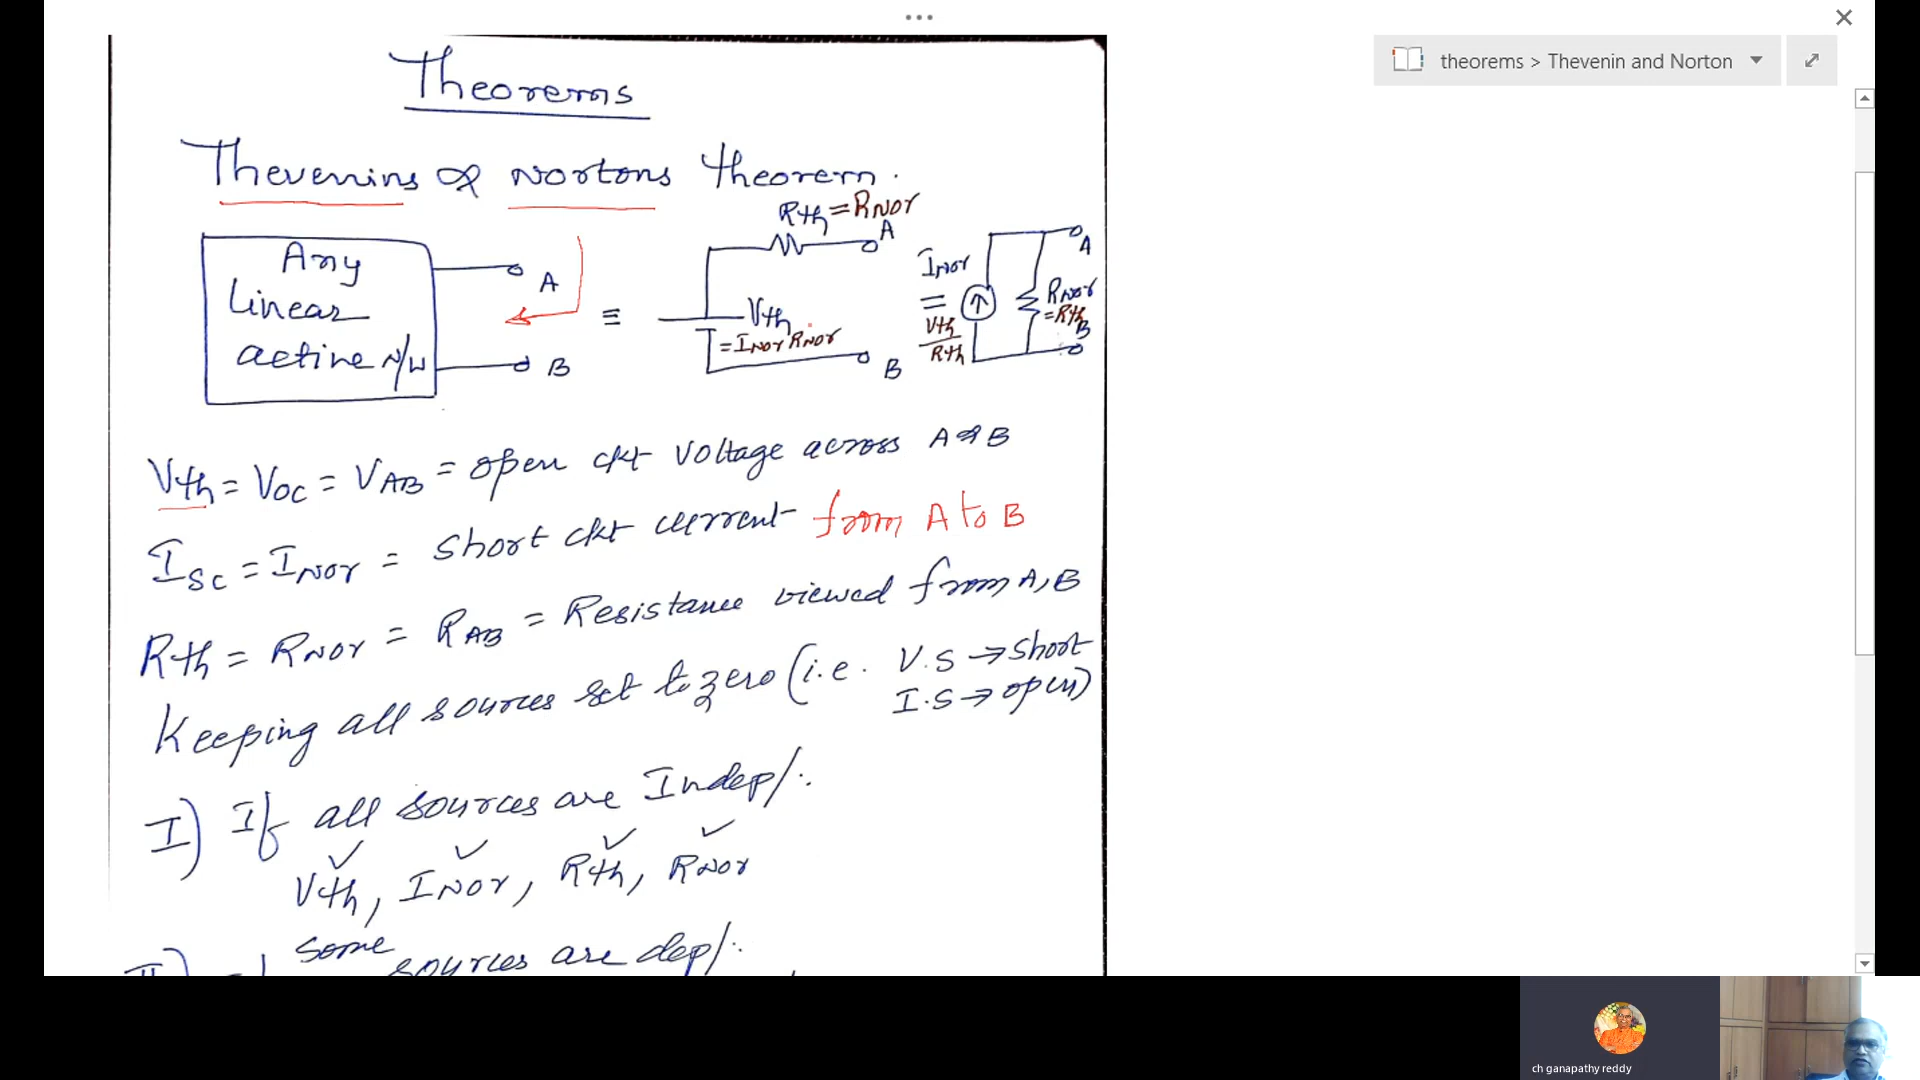 theorems > Thevenin and Norton
Theorems
Thevenins & Nortons theorem.
Any
Linear
active N/W
A
B
≡
Rth = RNor
A
Vth
= INor RNor
B
INor
=
Vth
Rth
A
RNor
= Rth
B
Vth = VOC = VAB = open ckt voltage across A & B
ISC = INor = short ckt current from A to B
Rth = RNor = RAB = Resistance viewed from A, B
Keeping all sources set to zero (i.e. V.S → short
I.S → open)
I) If all sources are Indep/.:
Vth, INor, Rth, RNor
some
sources are dep/.:
ch ganapathy reddy